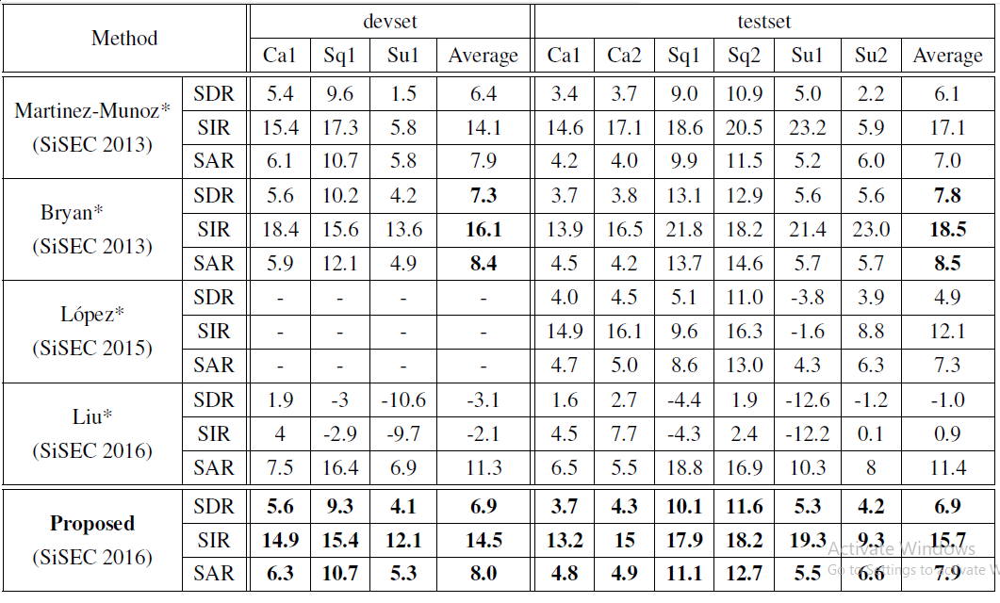 Method devset testset
Ca1 Sq1 Su1 Average Ca1 Ca2 Sq1 Sq2 Su1 Su2 Average
Martinez-Munoz* (SiSEC 2013)
SDR 5.4 9.6 1.5 6.4 3.4 3.7 9.0 10.9 5.0 2.2 6.1
SIR 15.4 17.3 5.8 14.1 14.6 17.1 18.6 20.5 23.2 5.9 17.1
SAR 6.1 10.7 5.8 7.9 4.2 4.0 9.9 11.5 5.2 6.0 7.0
Bryan* (SiSEC 2013)
SDR 5.6 10.2 4.2 7.3 3.7 3.8 13.1 12.9 5.6 5.6 7.8
SIR 18.4 15.6 13.6 16.1 13.9 16.5 21.8 18.2 21.4 23.0 18.5
SAR 5.9 12.1 4.9 8.4 4.5 4.2 13.7 14.6 5.7 5.7 8.5
López* (SiSEC 2015)
SDR - - - - 4.0 4.5 5.1 11.0 -3.8 3.9 4.9
SIR - - - - 14.9 16.1 9.6 16.3 -1.6 8.8 12.1
SAR - - - - 4.7 5.0 8.6 13.0 4.3 6.3 7.3
Liu* (SiSEC 2016)
SDR 1.9 -3 -10.6 -3.1 1.6 2.7 -4.4 1.9 -12.6 -1.2 -1.0
SIR 4 -2.9 -9.7 -2.1 4.5 7.7 -4.3 2.4 -12.2 0.1 0.9
SAR 7.5 16.4 6.9 11.3 6.5 5.5 18.8 16.9 10.3 8 11.4
Proposed (SiSEC 2016)
SDR 5.6 9.3 4.1 6.9 3.7 4.3 10.1 11.6 5.3 4.2 6.9
SIR 14.9 15.4 12.1 14.5 13.2 15 17.9 18.2 19.3 9.3 15.7
SAR 6.3 10.7 5.3 8.0 4.8 4.9 11.1 12.7 5.5 6.6 7.9
Activate Windows
Go to Settings to activate W